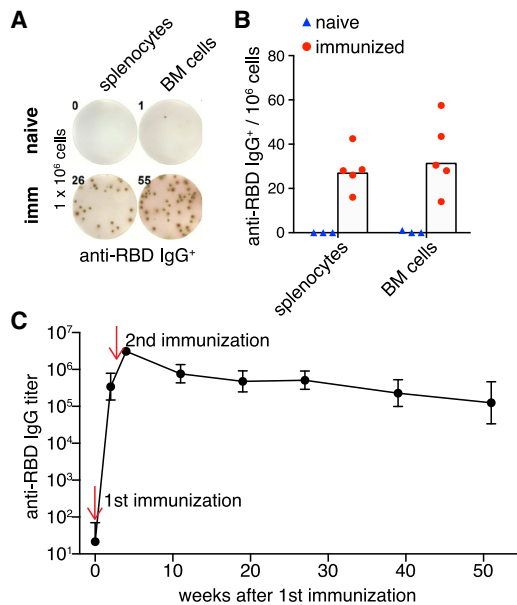 A
splenocytes
BM cells
naive
0
1
imm
1 x 10⁶ cells
26
55
anti-RBD IgG⁺
B
naive
immunized
anti-RBD IgG⁺ / 10⁶ cells
80
60
40
20
0
splenocytes
BM cells
C
anti-RBD IgG titer
10⁷
10⁶
10⁵
10⁴
10³
10²
10¹
2nd immunization
1st immunization
0 10 20 30 40 50
weeks after 1st immunization